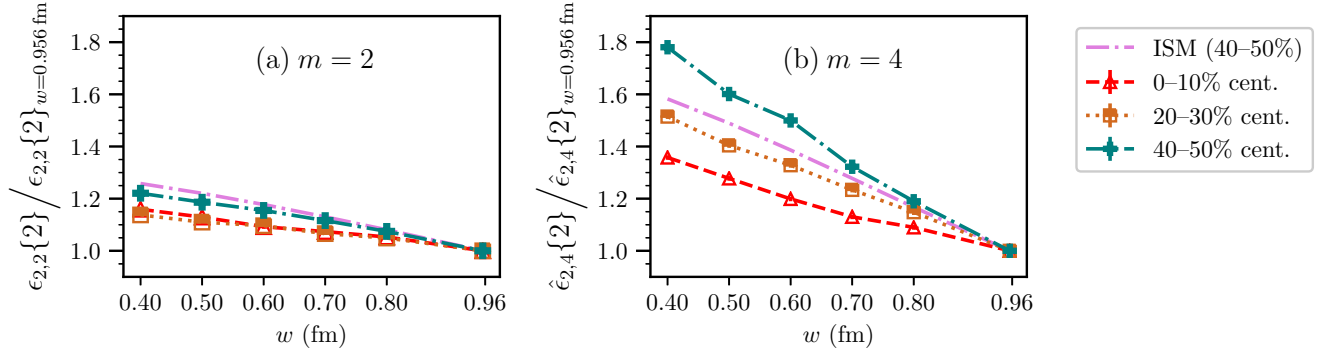 ϵ_{2,2}{2} / ϵ_{2,2}{2}_{w=0.956 fm}
1.8
1.6
1.4
1.2
1.0
(a) m = 2
0.40 0.50 0.60 0.70 0.80 0.96
w (fm)
ϵ̂_{2,4}{2} / ϵ̂_{2,4}{2}_{w=0.956 fm}
1.8
1.6
1.4
1.2
1.0
(b) m = 4
0.40 0.50 0.60 0.70 0.80 0.96
w (fm)
ISM (40–50%)
0–10% cent.
20–30% cent.
40–50% cent.